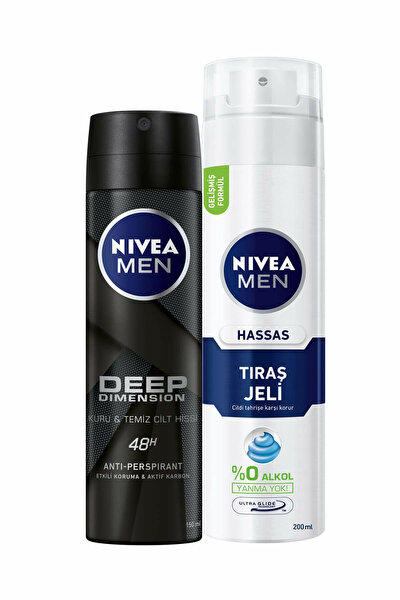 NIVEA
MEN
DEEP
DIMENSION
KURU & TEMİZ CİLT HİSSİ
48H
ANTI-PERSPIRANT
ETKİLİ KORUMA & AKTİF KARBON
150 ml
GELİŞMİŞ
FORMÜL
NIVEA
MEN
HASSAS
TIRAŞ
JELİ
Cildi tahrişe karşı korur
%0 ALKOL
YANMA YOK!
ULTRA GLIDE
200 ml